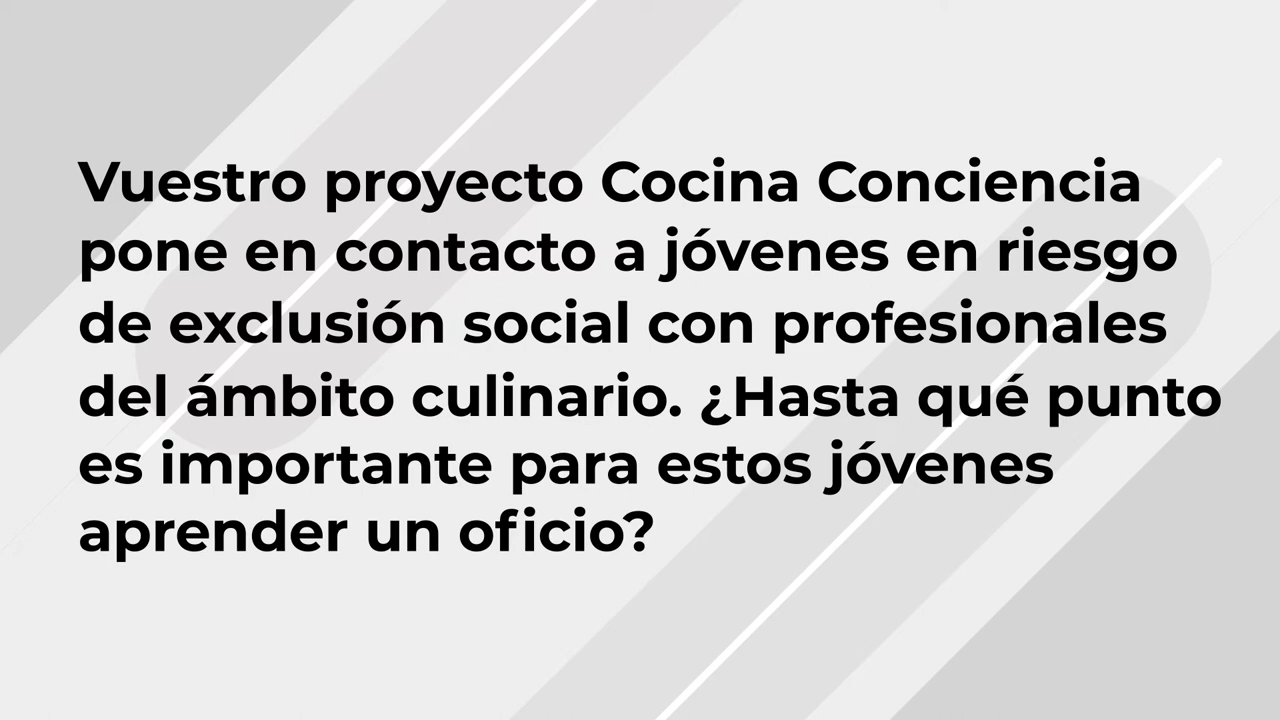 Vuestro proyecto Cocina Conciencia
pone en contacto a jóvenes en riesgo
de exclusión social con profesionales
del ámbito culinario. ¿Hasta qué punto
es importante para estos jóvenes
aprender un oficio?